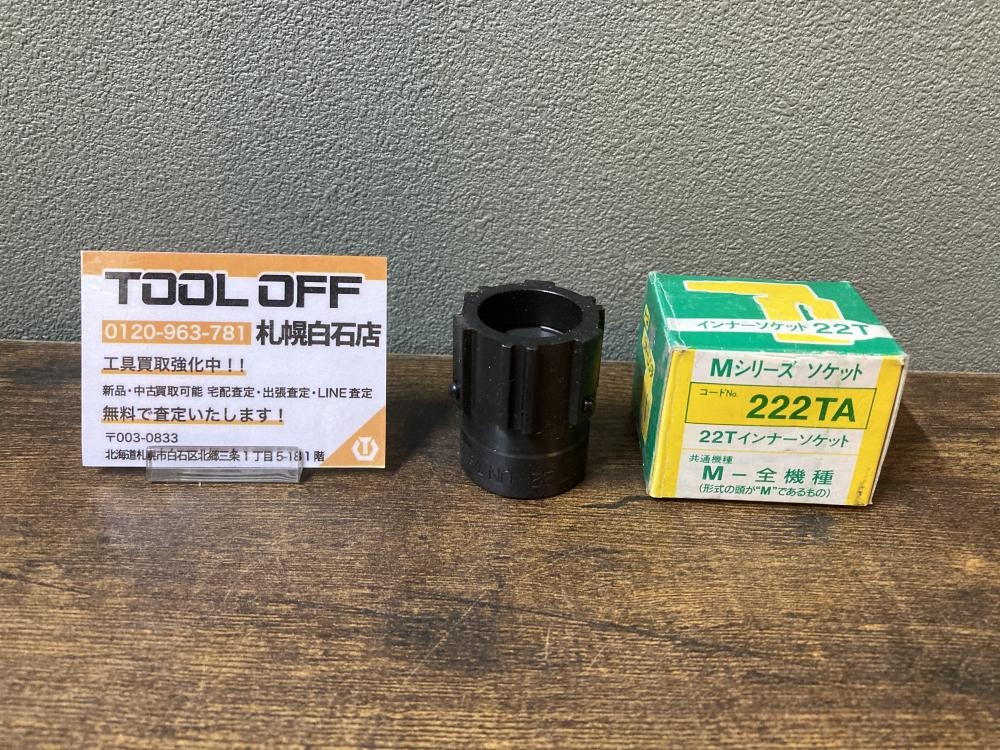 TOOL OFF
0120-963-781 札幌白石店
工具買取強化中！！
新品・中古買取可能 宅配査定・出張査定・LINE査定
無料で査定いたします！
〒003-0833
北海道札幌市白石区北郷三条1丁目5-18 1階
インナーソケット22T
Mシリーズ ソケット
コードNo.
222TA
22Tインナーソケット
共通機種
M－全機種
(形式の頭が“M”であるもの)